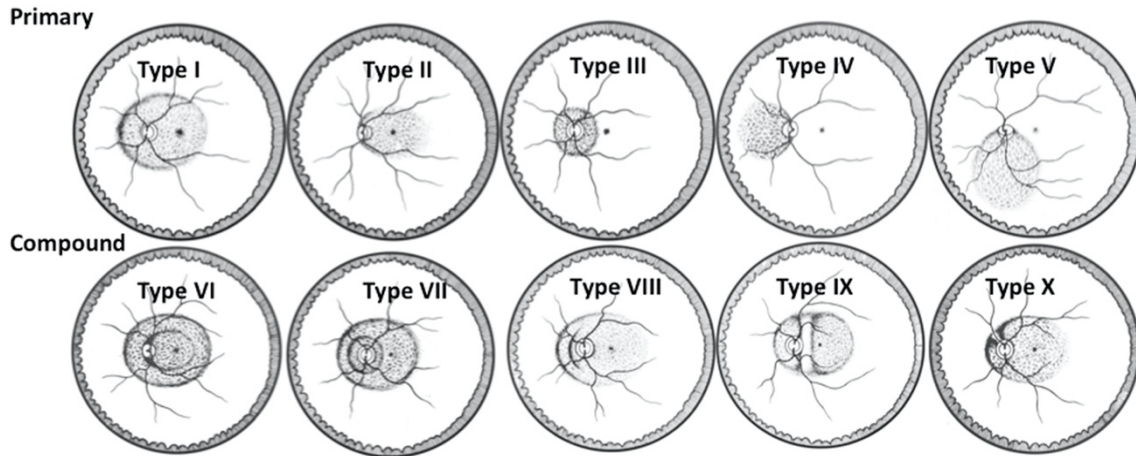 Primary
Type I
Type II
Type III
Type IV
Type V
Compound
Type VI
Type VII
Type VIII
Type IX
Type X